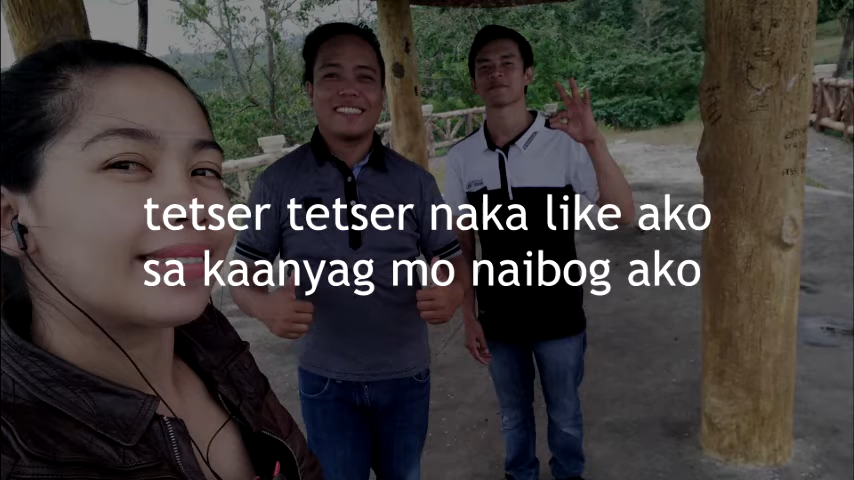 tetser tetser naka like ako
sa kaanyag mo naibog ako